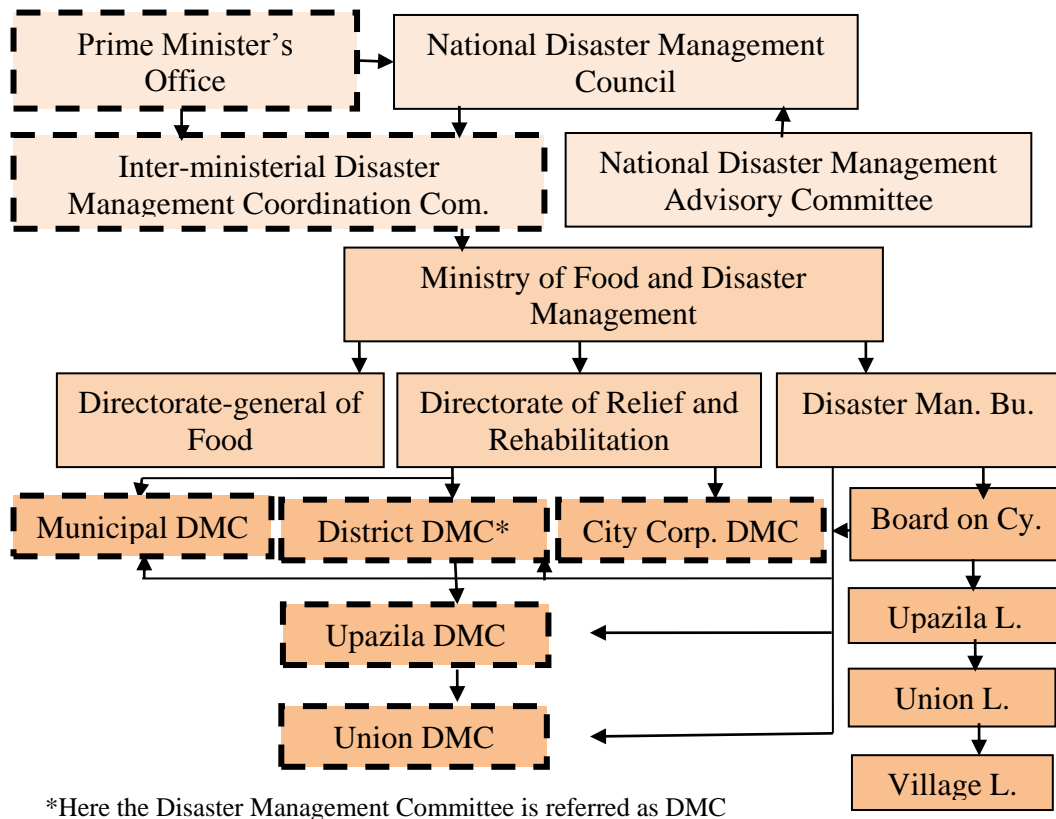 Prime Minister’s
Office
National Disaster Management
Council
Inter-ministerial Disaster
Management Coordination Com.
National Disaster Management
Advisory Committee
Ministry of Food and Disaster
Management
Directorate-general of
Food
Directorate of Relief and
Rehabilitation
Disaster Man. Bu.
Municipal DMC
District DMC*
City Corp. DMC
Board on Cy.
Upazila DMC
Upazila L.
Union DMC
Union L.
Village L.
*Here the Disaster Management Committee is referred as DMC